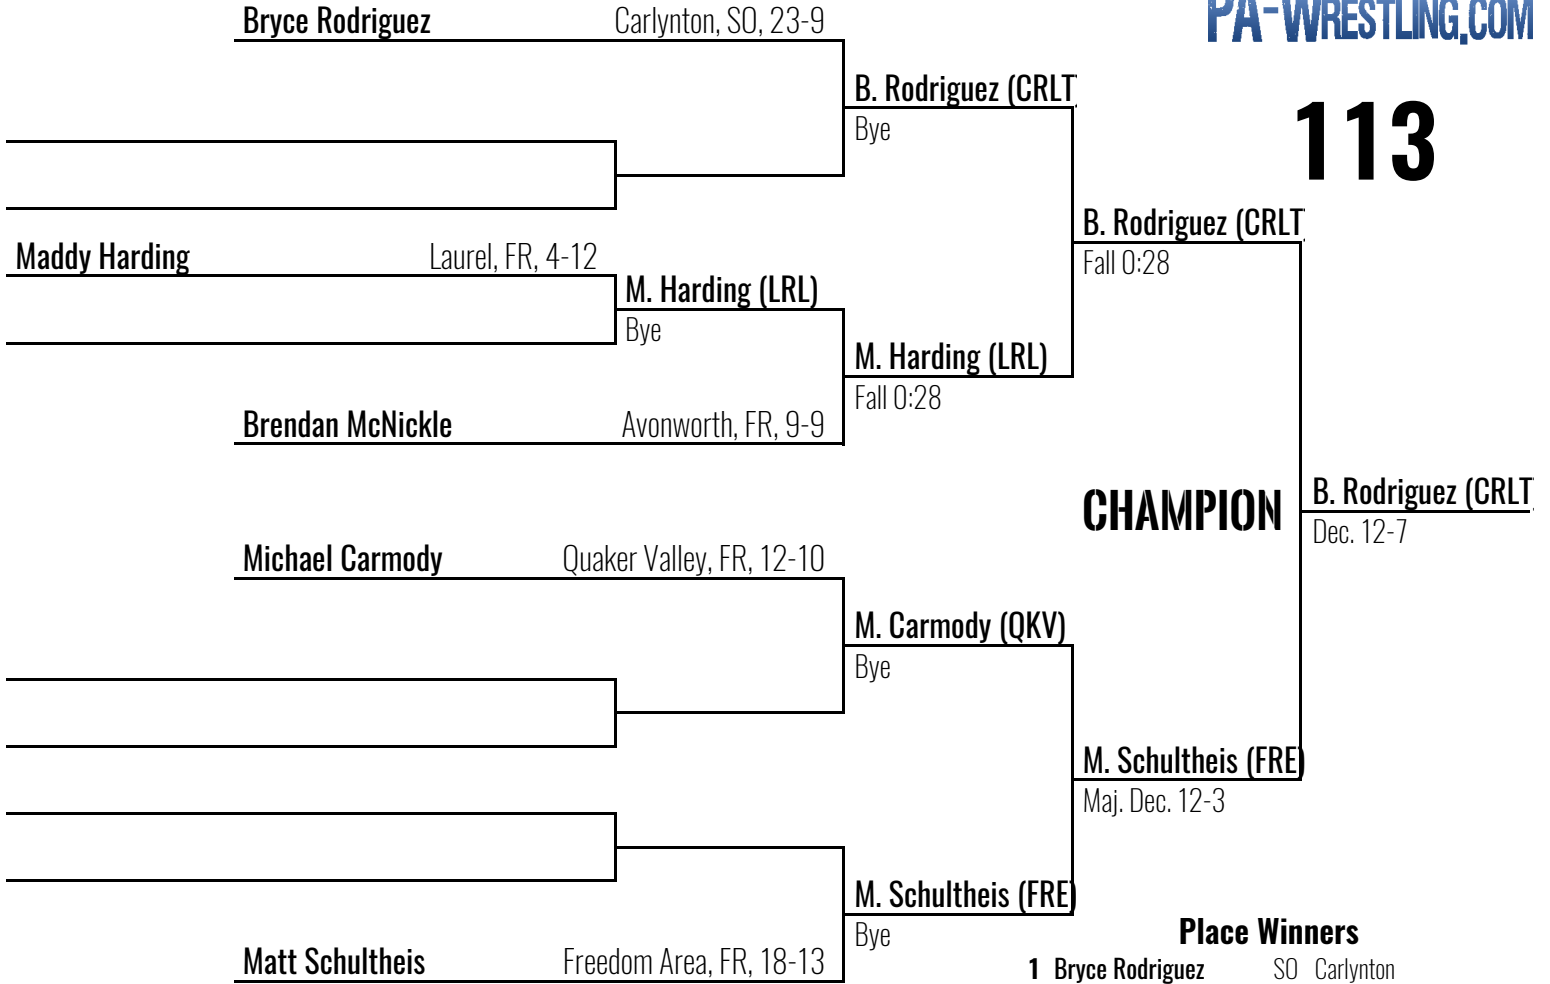 Bryce Rodriguez Carlynton, SO, 23-9
PA-WRESTLING.COM
B. Rodriguez (CRLT
Bye
113
B. Rodriguez (CRLT
Fall 0:28
Maddy Harding Laurel, FR, 4-12
M. Harding (LRL)
Bye
M. Harding (LRL)
Fall 0:28
Brendan McNickle Avonworth, FR, 9-9
CHAMPION
B. Rodriguez (CRLT
Dec. 12-7
Michael Carmody Quaker Valley, FR, 12-10
M. Carmody (QKV)
Bye
M. Schultheis (FRE)
Maj. Dec. 12-3
M. Schultheis (FRE)
Bye
Matt Schultheis Freedom Area, FR, 18-13
Place Winners
1 Bryce Rodriguez SO Carlynton